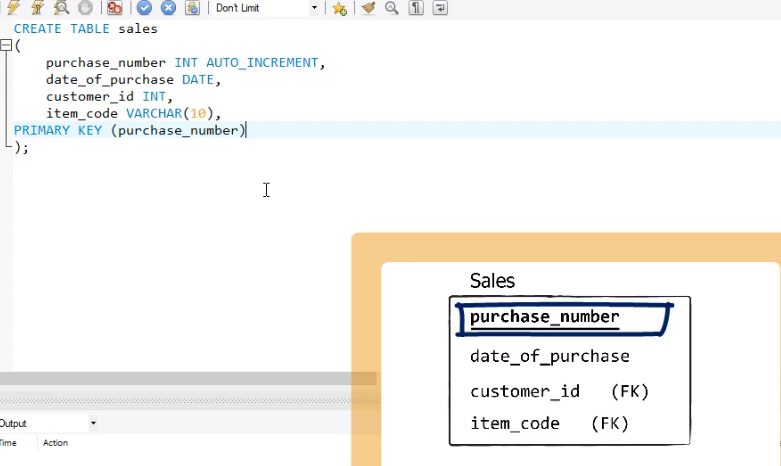 Don't Limit
CREATE TABLE sales
(
purchase_number INT AUTO_INCREMENT,
date_of_purchase DATE,
customer_id INT,
item_code VARCHAR(10),
PRIMARY KEY (purchase_number)
);
Sales
purchase_number
date_of_purchase
customer_id (FK)
item_code (FK)
Output
Time Action